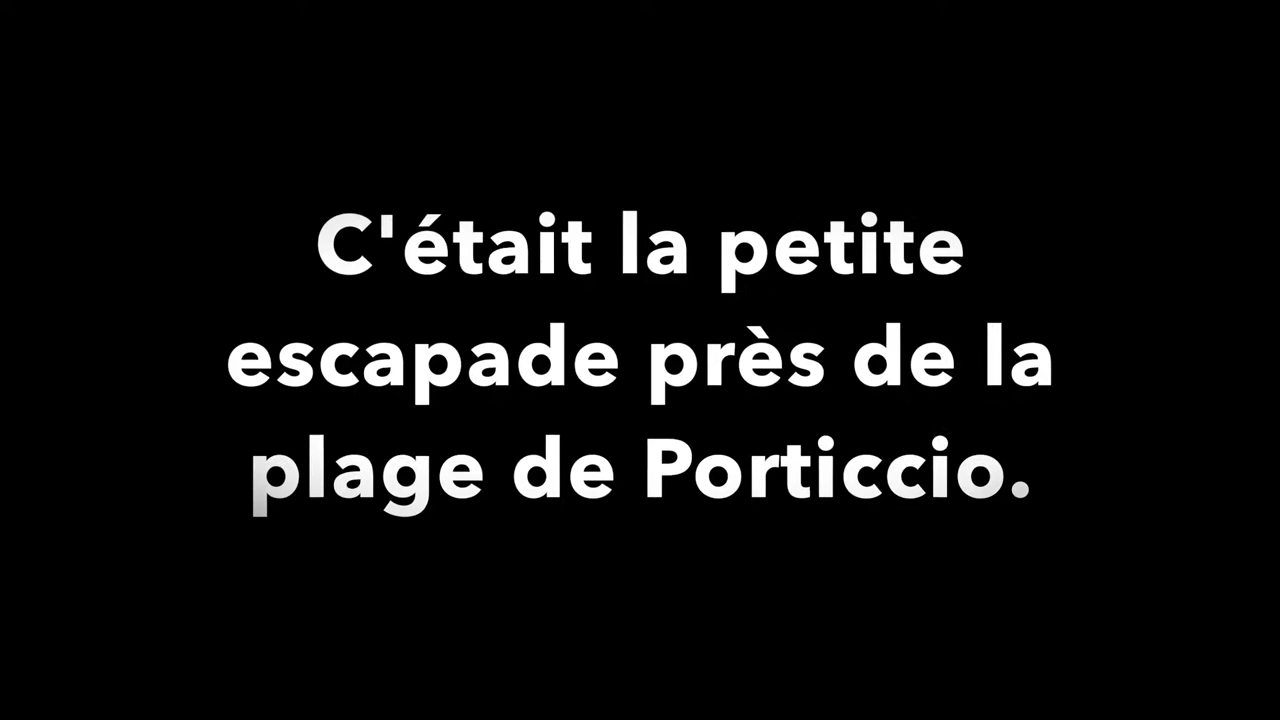 C'était la petite
escapade près de la
plage de Porticcio.